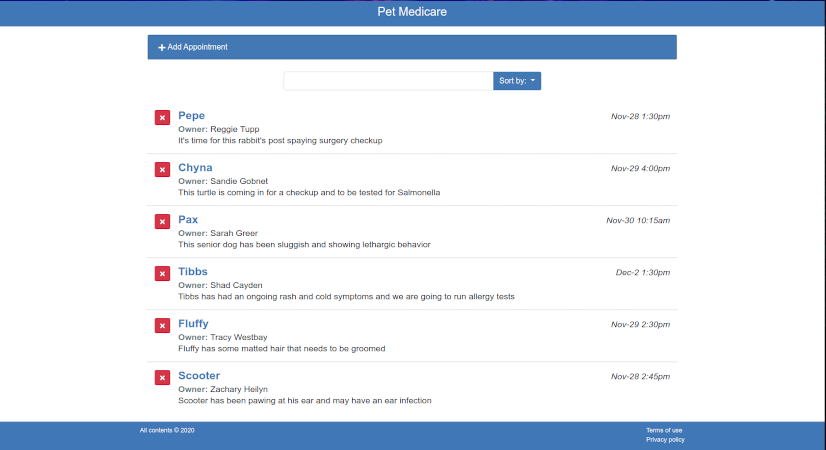 Pet Medicare
Add Appointment
Sort by:
Pepe
Nov-28 1:30pm
Owner: Reggie Tupp
It's time for this rabbit's post spaying surgery checkup
Chyna
Nov-29 4:00pm
Owner: Sandie Gobnet
This turtle is coming in for a checkup and to be tested for Salmonella
Pax
Nov-30 10:15am
Owner: Sarah Greer
This senior dog has been sluggish and showing lethargic behavior
Tibbs
Dec-2 1:30pm
Owner: Shad Cayden
Tibbs has had an ongoing rash and cold symptoms and we are going to run allergy tests
Fluffy
Nov-29 2:30pm
Owner: Tracy Westbay
Fluffy has some matted hair that needs to be groomed
Scooter
Nov-28 2:45pm
Owner: Zachary Heilyn
Scooter has been pawing at his ear and may have an ear infection
All contents © 2020
Terms of use
Privacy policy